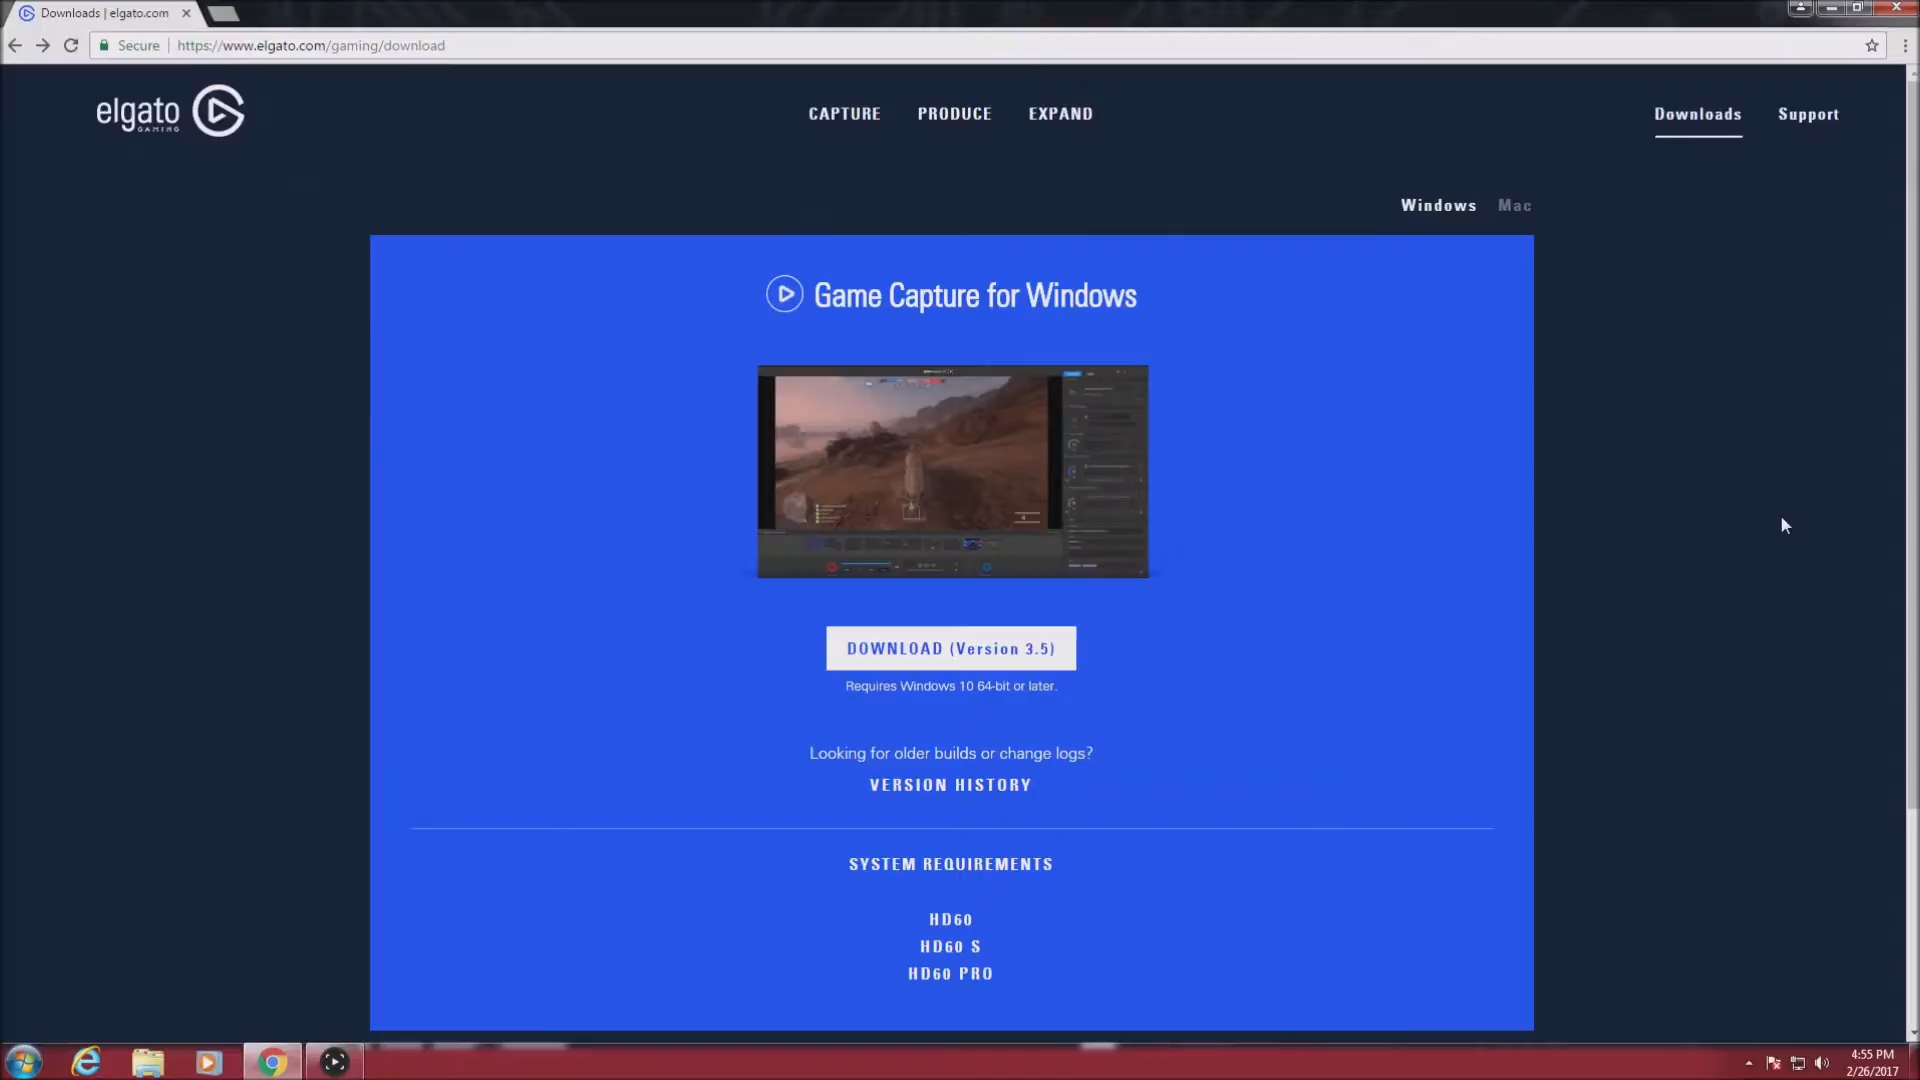 Downloads | elgato.com
Secure
https://www.elgato.com/gaming/download
elgato
GAMING
CAPTURE
PRODUCE
EXPAND
Downloads
Support
Windows
Mac
Game Capture for Windows
DOWNLOAD (Version 3.5)
Requires Windows 10 64-bit or later.
Looking for older builds or change logs?
VERSION HISTORY
SYSTEM REQUIREMENTS
HD60
HD60 S
HD60 PRO
4:55 PM
2/26/2017